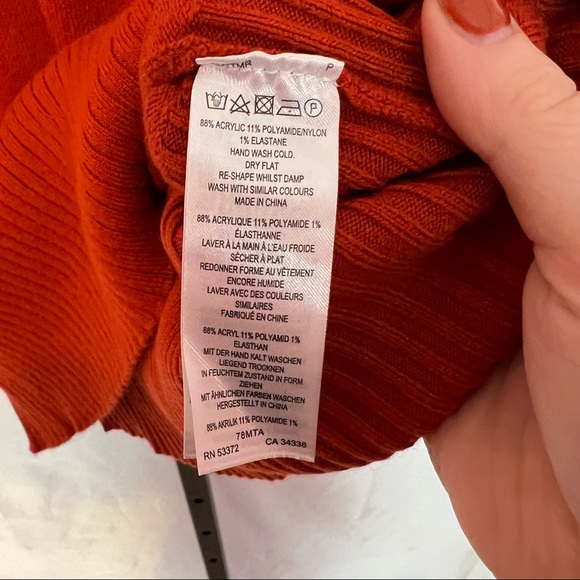 P
P
88% ACRYLIC 11% POLYAMIDE/NYLON
1% ELASTANE
HAND WASH COLD.
DRY FLAT
RE-SHAPE WHILST DAMP
WASH WITH SIMILAR COLOURS
MADE IN CHINA
88% ACRYLIQUE 11% POLYAMIDE 1%
ÉLASTHANNE
LAVER À LA MAIN À L'EAU FROIDE
SÉCHER À PLAT
REDONNER FORME AU VÊTEMENT
ENCORE HUMIDE
LAVER AVEC DES COULEURS
SIMILAIRES
FABRIQUÉ EN CHINE
88% ACRYL 11% POLYAMID 1%
ELASTHAN
MIT DER HAND KALT WASCHEN
LIEGEND TROCKNEN
IN FEUCHTEM ZUSTAND IN FORM
ZIEHEN
MIT ÄHNLICHEN FARBEN WASCHEN
HERGESTELLT IN CHINA
88% AKRILIK 11% POLYAMIDE 1%
78MTA
RN 53372 CA 34338